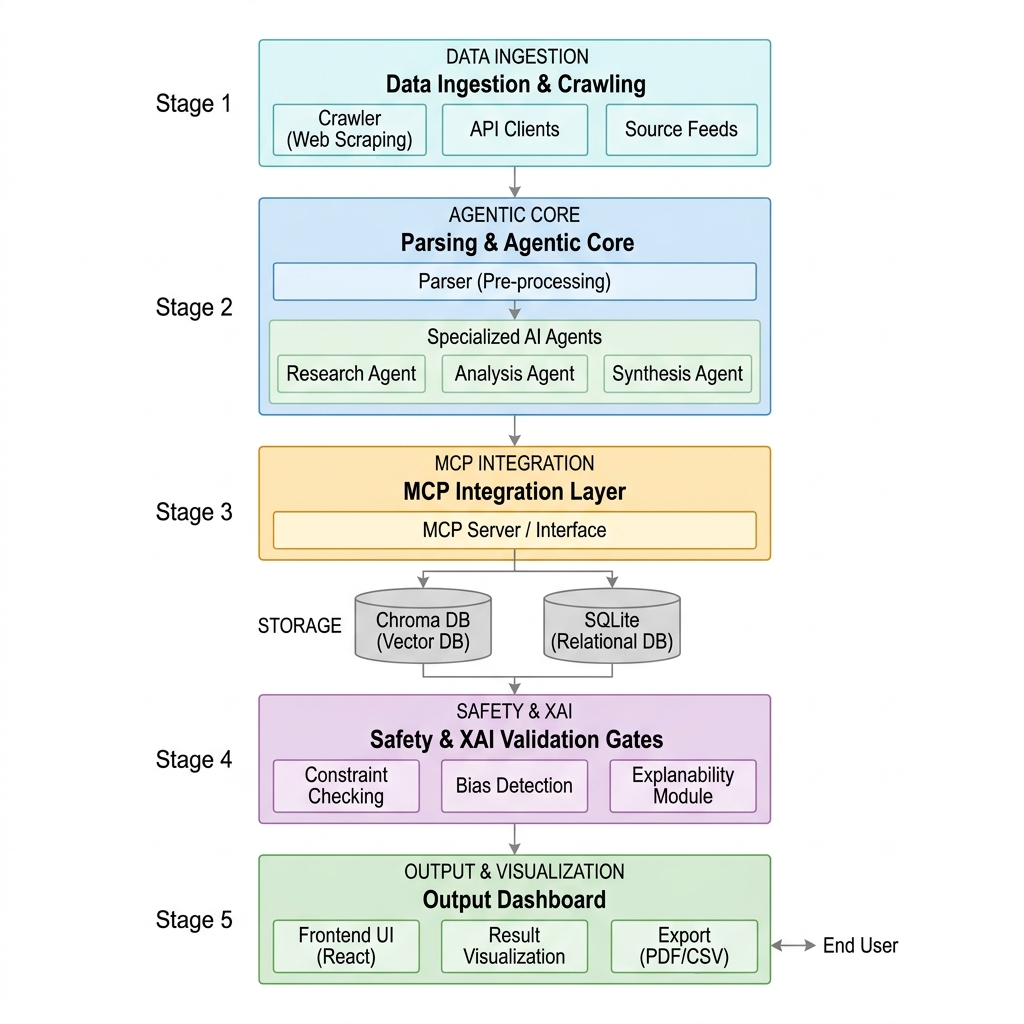 DATA INGESTION
Data Ingestion & Crawling
Stage 1
Crawler
(Web Scraping)
API Clients
Source Feeds
AGENTIC CORE
Parsing & Agentic Core
Parser (Pre-processing)
Stage 2
Specialized AI Agents
Research Agent
Analysis Agent
Synthesis Agent
MCP INTEGRATION
MCP Integration Layer
Stage 3
MCP Server / Interface
STORAGE
Chroma DB
(Vector DB)
SQLite
(Relational DB)
SAFETY & XAI
Safety & XAI Validation Gates
Stage 4
Constraint
Checking
Bias Detection
Explanability
Module
OUTPUT & VISUALIZATION
Output Dashboard
Stage 5
Frontend UI
(React)
Result
Visualization
Export
(PDF/CSV)
End User